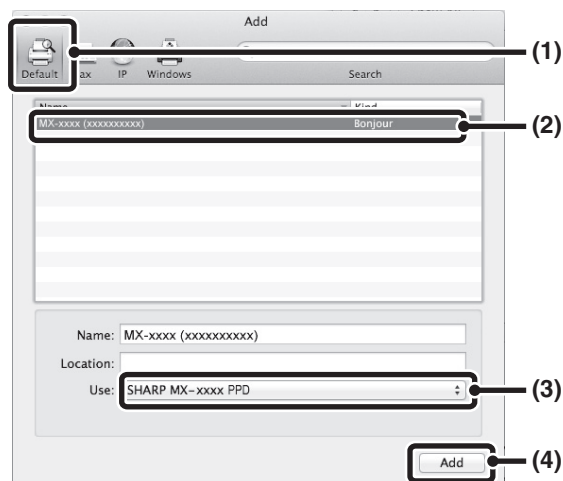 Add
(1)
Default ax IP Windows Search
Name Kind
MX-xxxx (xxxxxxxxxx) Bonjour
(2)
Name: MX-xxxx (xxxxxxxxxx)
Location:
Use: SHARP MX-xxxx PPD
(3)
Add
(4)